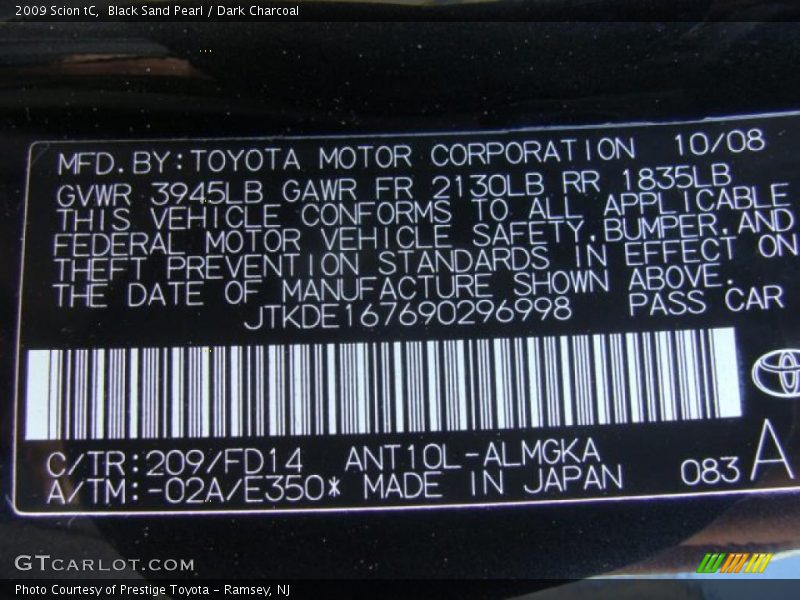 2009 Scion tC,  Black Sand Pearl / Dark Charcoal
MFD.BY:TOYOTA MOTOR CORPORATION 10/08
GVWR 3945LB GAWR FR 2130LB RR 1835LB
THIS VEHICLE CONFORMS TO ALL APPLICABLE
FEDERAL MOTOR VEHICLE SAFETY,BUMPER,AND
THEFT PREVENTION STANDARDS IN EFFECT ON
THE DATE OF MANUFACTURE SHOWN ABOVE.
JTKDE167690296998 PASS CAR
C/TR:209/FD14 ANT10L-ALMGKA
A/TM:-02A/E350* MADE IN JAPAN 083 A
GTCARLOT.COM
Photo Courtesy of Prestige Toyota - Ramsey, NJ